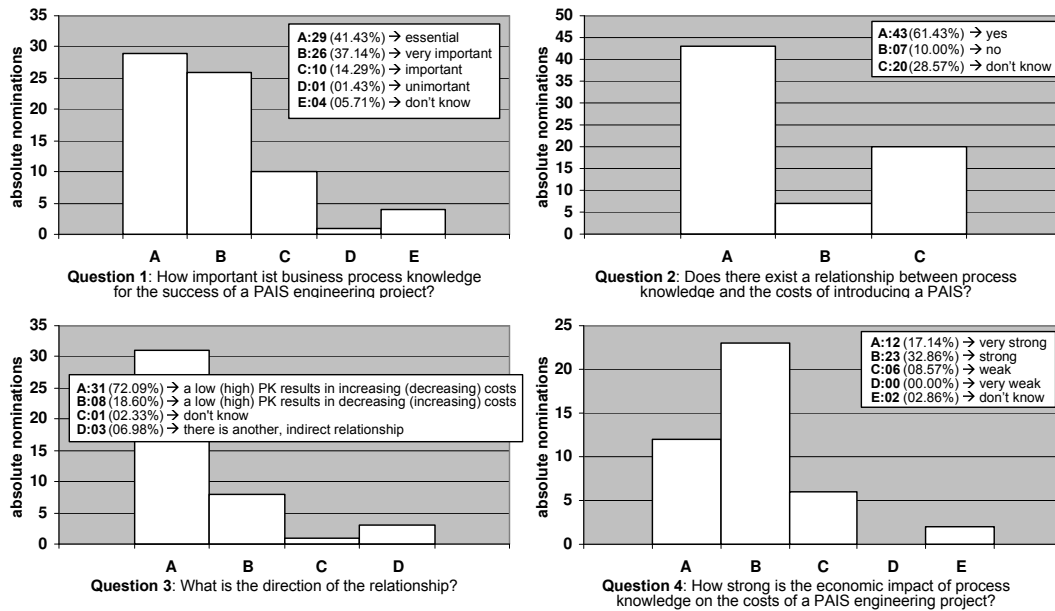 absolute nominations
35
30
25
20
15
10
5
0
A:29 (41.43%) → essential
B:26 (37.14%) → very important
C:10 (14.29%) → important
D:01 (01.43%) → unimortant
E:04 (05.71%) → don't know
A B C D E
Question 1: How important ist business process knowledge
for the success of a PAIS engineering project?
absolute nominations
50
45
40
35
30
25
20
15
10
5
0
A:43 (61.43%) → yes
B:07 (10.00%) → no
C:20 (28.57%) → don't know
A B C
Question 2: Does there exist a relationship between process
knowledge and the costs of introducing a PAIS?
absolute nominations
35
30
25
20
15
10
5
0
A:31 (72.09%) → a low (high) PK results in increasing (decreasing) costs
B:08 (18.60%) → a low (high) PK results in decreasing (increasing) costs
C:01 (02.33%) → don't know
D:03 (06.98%) → there is another, indirect relationship
A B C D
Question 3: What is the direction of the relationship?
absolute nominations
25
20
15
10
5
0
A:12 (17.14%) → very strong
B:23 (32.86%) → strong
C:06 (08.57%) → weak
D:00 (00.00%) → very weak
E:02 (02.86%) → don't know
A B C D E
Question 4: How strong is the economic impact of process
knowledge on the costs of a PAIS engineering project?